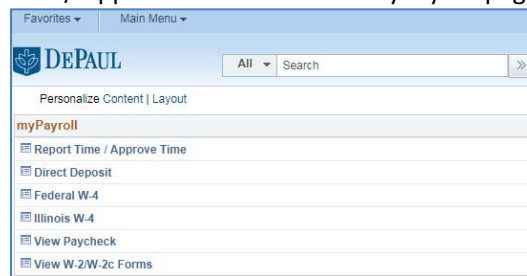 Favorites Main Menu
DEPAUL All Search »
Personalize Content | Layout
myPayroll
Report Time / Approve Time
Direct Deposit
Federal W-4
Illinois W-4
View Paycheck
View W-2/W-2c Forms